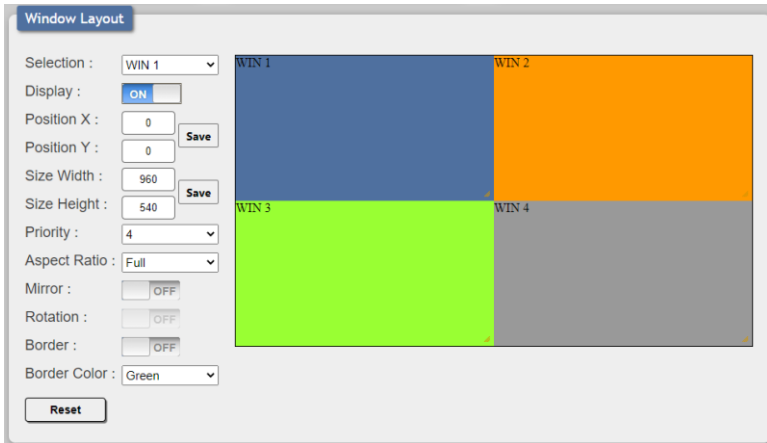 Window Layout
Selection : WIN 1
Display : ON
Position X : 0
Save
Position Y : 0
Size Width : 960
Save
Size Height : 540
Priority : 4
Aspect Ratio : Full
Mirror : OFF
Rotation : OFF
Border : OFF
Border Color : Green
Reset
WIN 1 WIN 2
WIN 3 WIN 4